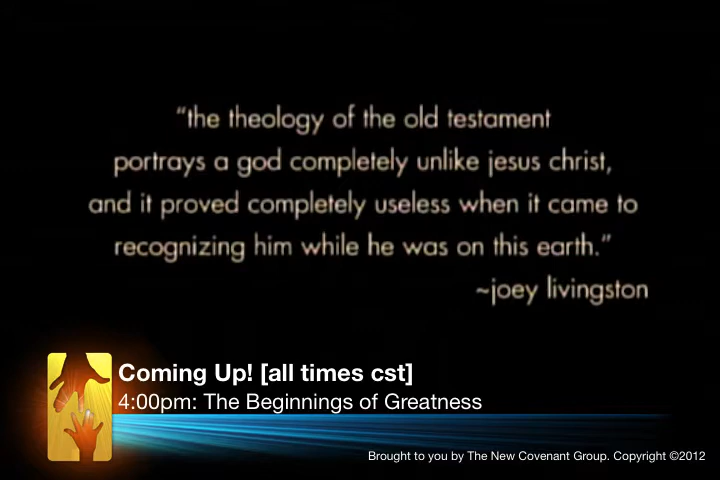 “the theology of the old testament
portrays a god completely unlike jesus christ,
and it proved completely useless when it came to
recognizing him while he was on this earth.”
~joey livingston
Coming Up! [all times cst]
4:00pm: The Beginnings of Greatness
Brought to you by The New Covenant Group. Copyright ©2012